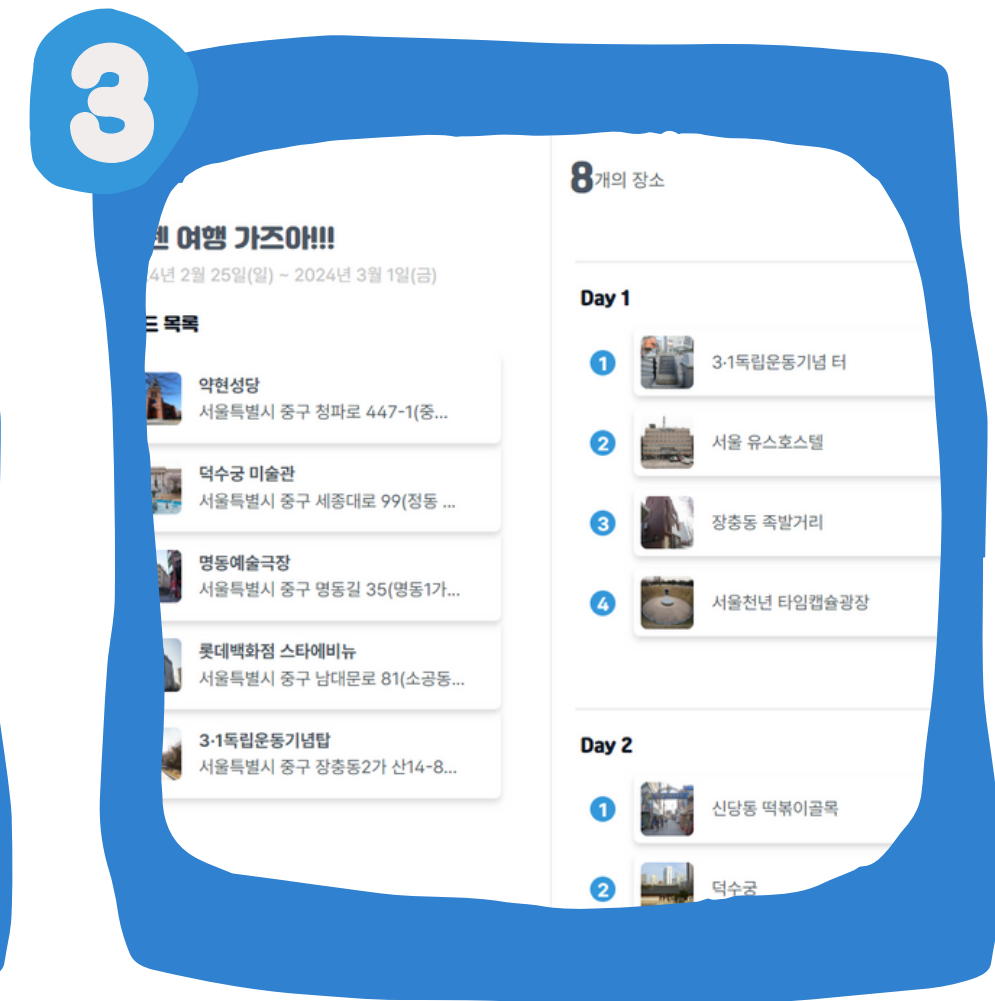 3
여행 가즈아!!!
4년 2월 25일(일) ~ 2024년 3월 1일(금)
목록
약현성당
서울특별시 중구 청파로 447-1(중...
덕수궁 미술관
서울특별시 중구 세종대로 99(정동 ...
명동예술극장
서울특별시 중구 명동길 35(명동1가...
롯데백화점 스타에비뉴
서울특별시 중구 남대문로 81(소공동...
3·1독립운동기념탑
서울특별시 중구 장충동2가 산14-8...
8개의 장소
Day 1
1 3·1독립운동기념 터
2 서울 유스호스텔
3 장충동 족발거리
4 서울천년 타임캡슐광장
Day 2
1 신당동 떡볶이골목
2 덕수궁